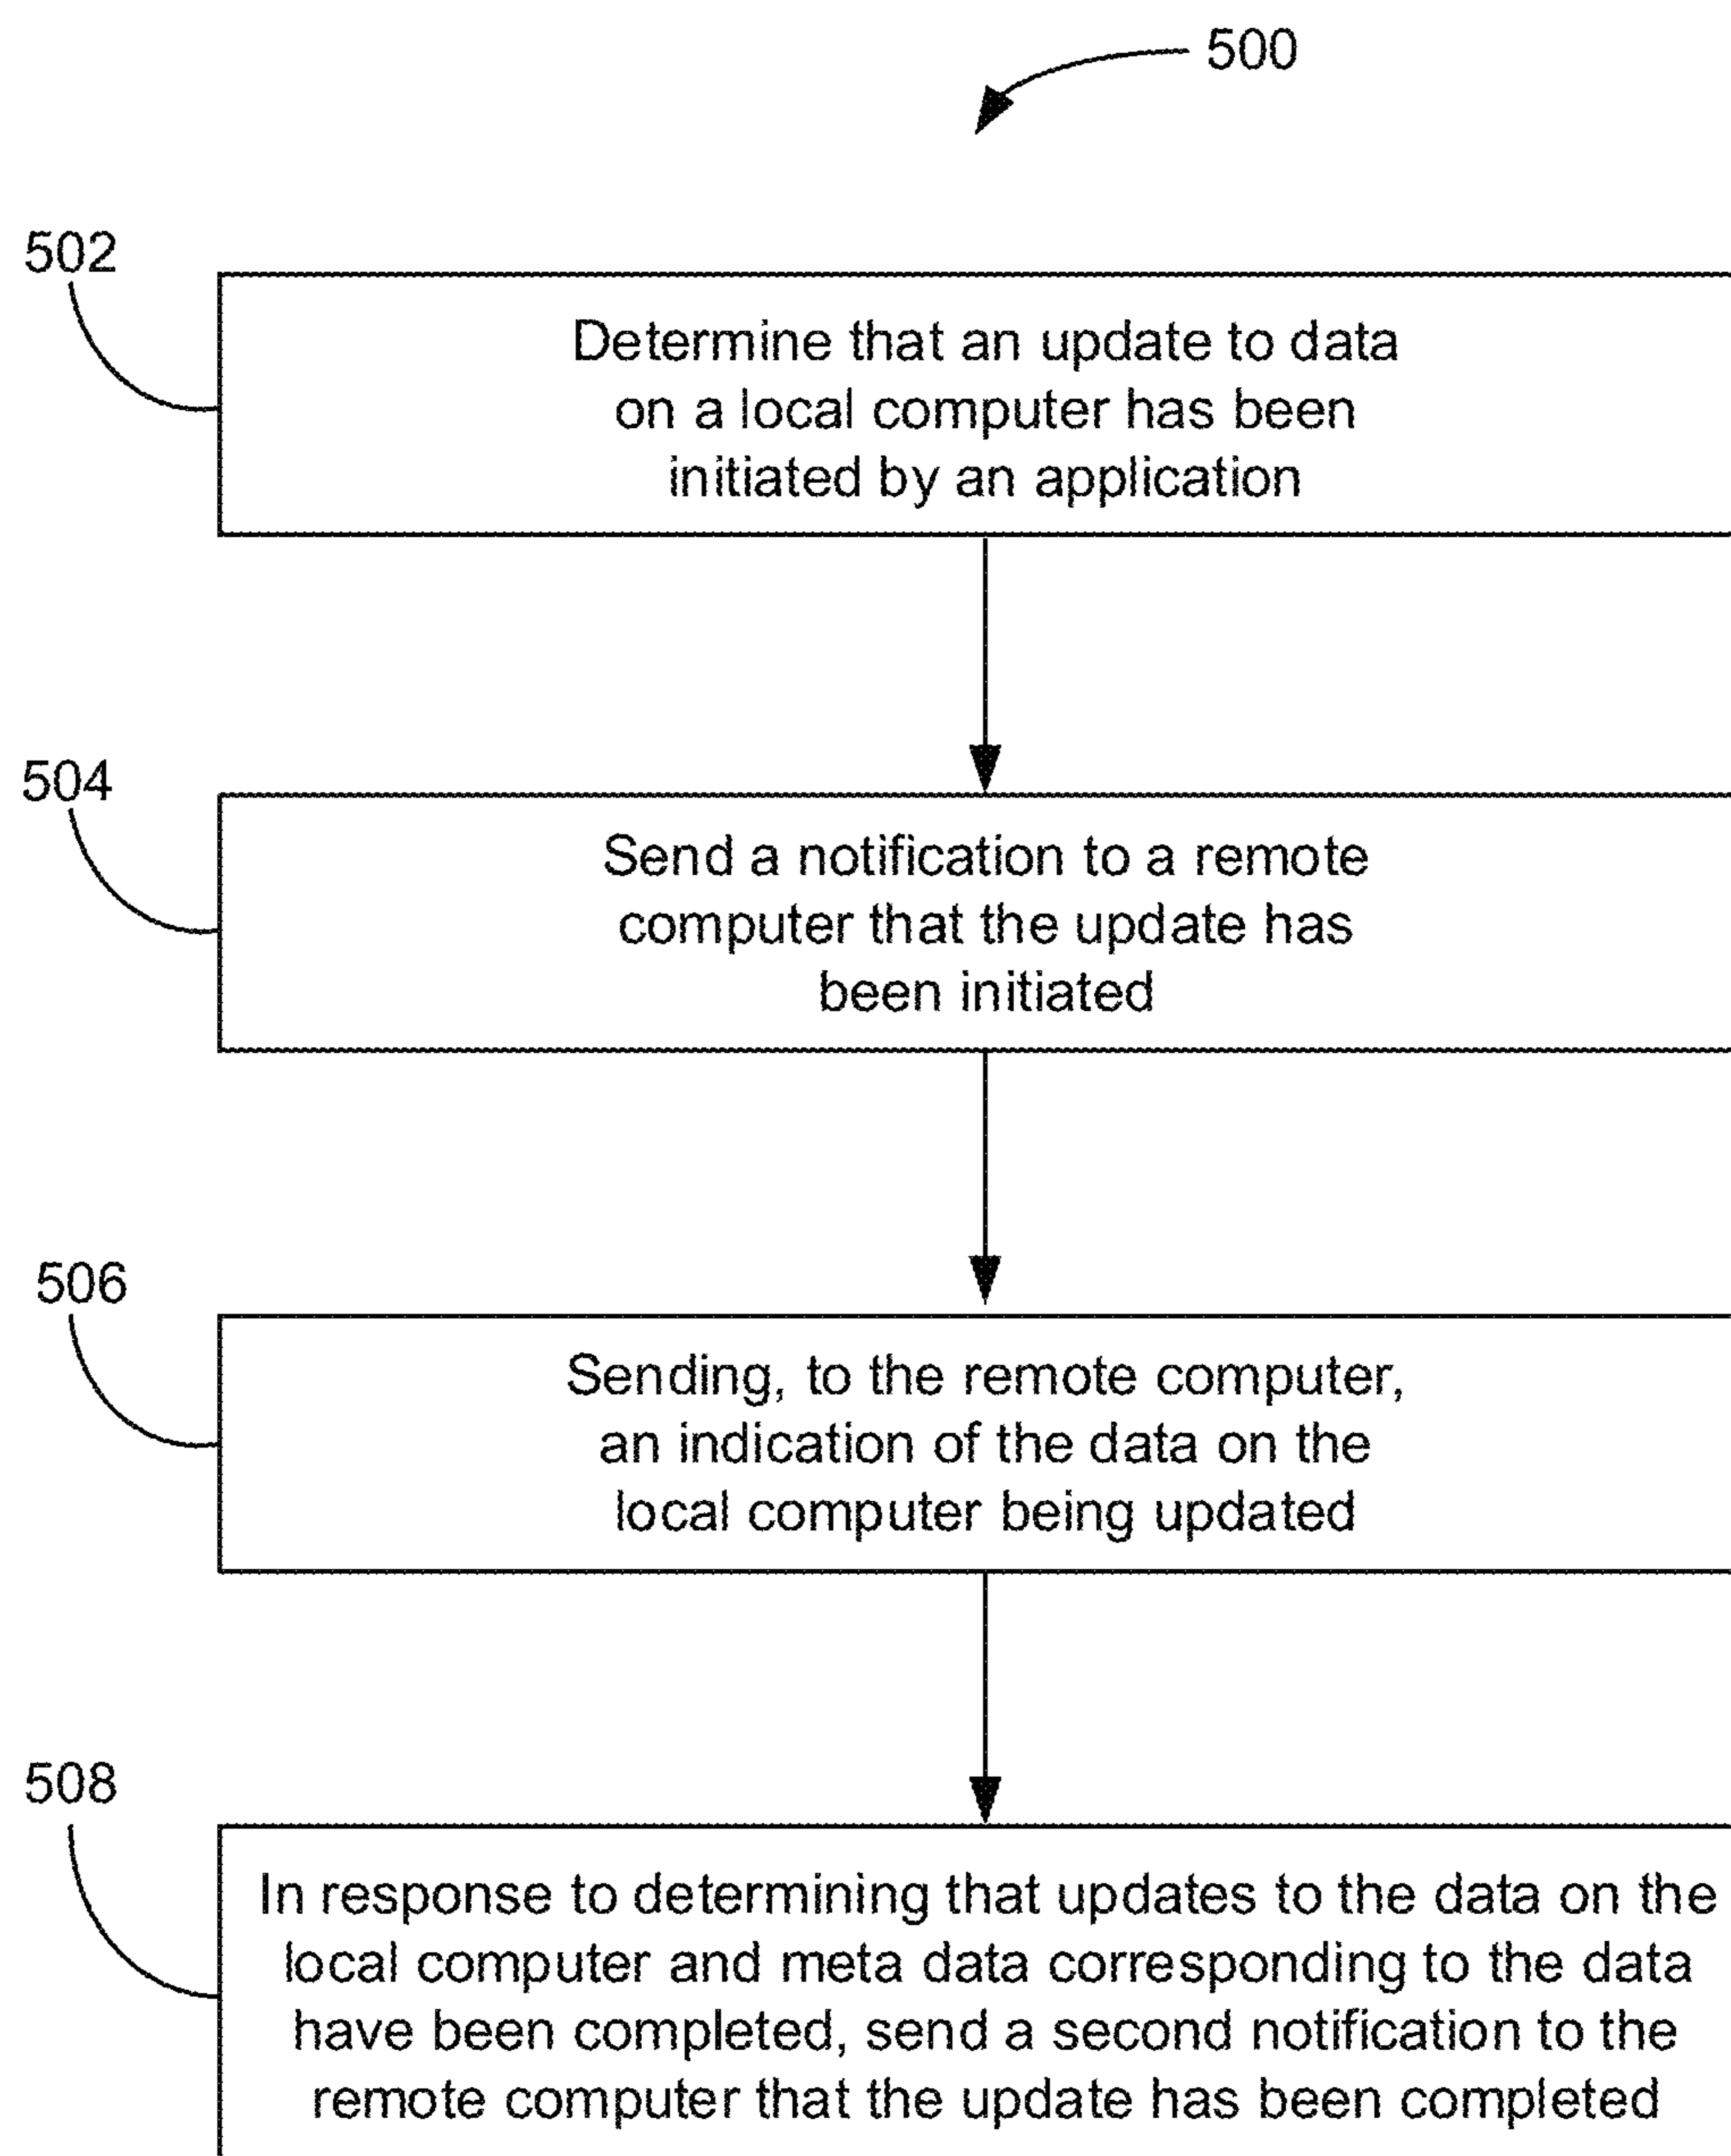 500
502
Determine that an update to data
on a local computer has been
initiated by an application
504
Send a notification to a remote
computer that the update has
been initiated
506
Sending, to the remote computer,
an indication of the data on the
local computer being updated
508
In response to determining that updates to the data on the
local computer and meta data corresponding to the data
have been completed, send a second notification to the
remote computer that the update has been completed